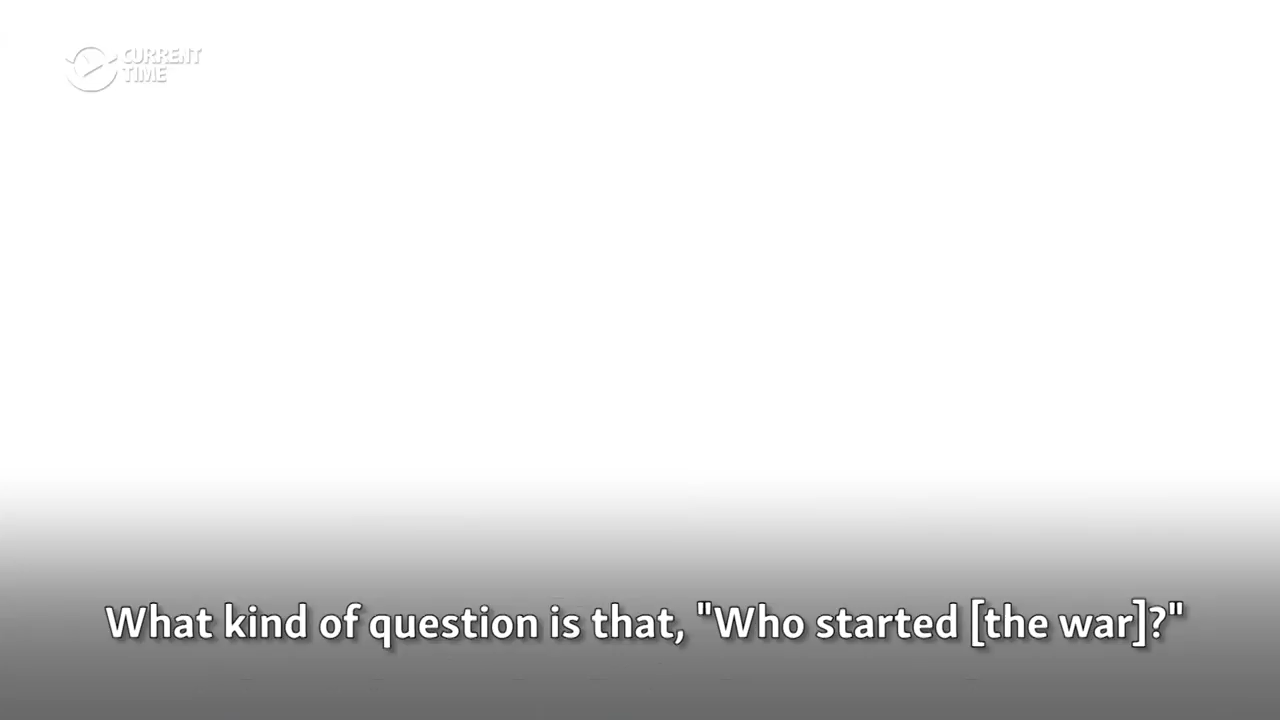 CURRENT
TIME
What kind of question is that, "Who started [the war]?"